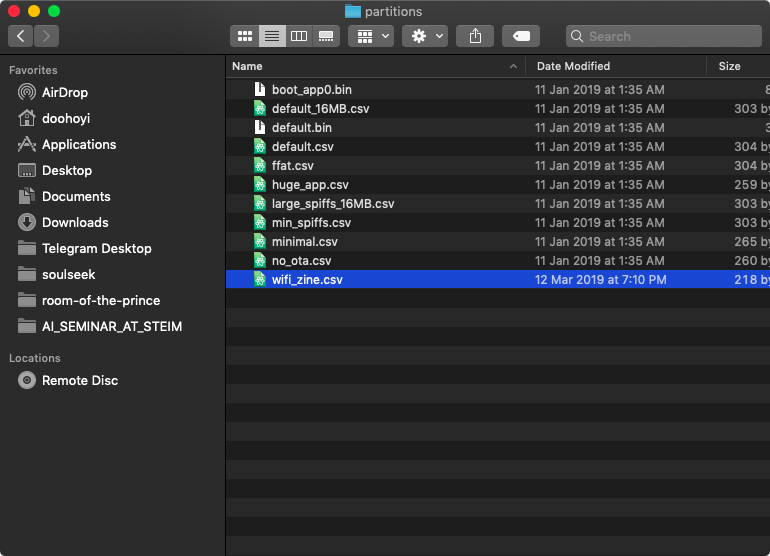 partitions
Search
Favorites
AirDrop
doohoyi
Applications
Desktop
Documents
Downloads
Telegram Desktop
soulseek
room-of-the-prince
AI_SEMINAR_AT_STEIM
Locations
Remote Disc
Name Date Modified Size
boot_app0.bin 11 Jan 2019 at 1:35 AM 8
default_16MB.csv 11 Jan 2019 at 1:35 AM 303 by
default.bin 11 Jan 2019 at 1:35 AM 3
default.csv 11 Jan 2019 at 1:35 AM 304 by
ffat.csv 11 Jan 2019 at 1:35 AM 304 by
huge_app.csv 11 Jan 2019 at 1:35 AM 259 by
large_spiffs_16MB.csv 11 Jan 2019 at 1:35 AM 303 by
min_spiffs.csv 11 Jan 2019 at 1:35 AM 303 by
minimal.csv 11 Jan 2019 at 1:35 AM 265 by
no_ota.csv 11 Jan 2019 at 1:35 AM 260 by
wifi_zine.csv 12 Mar 2019 at 7:10 PM 218 by